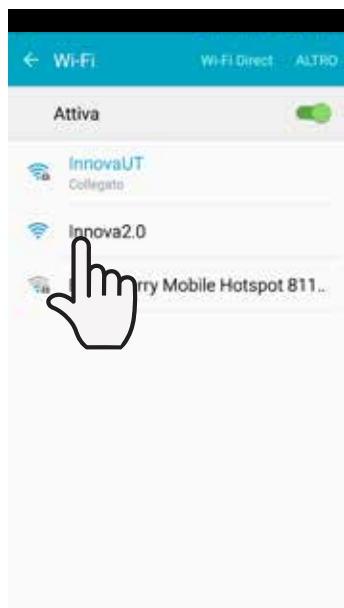 Wi-Fi Wi-Fi Direct ALTRO
Attiva
InnovaUT
Collegato
Innova2.0
rry Mobile Hotspot 811..